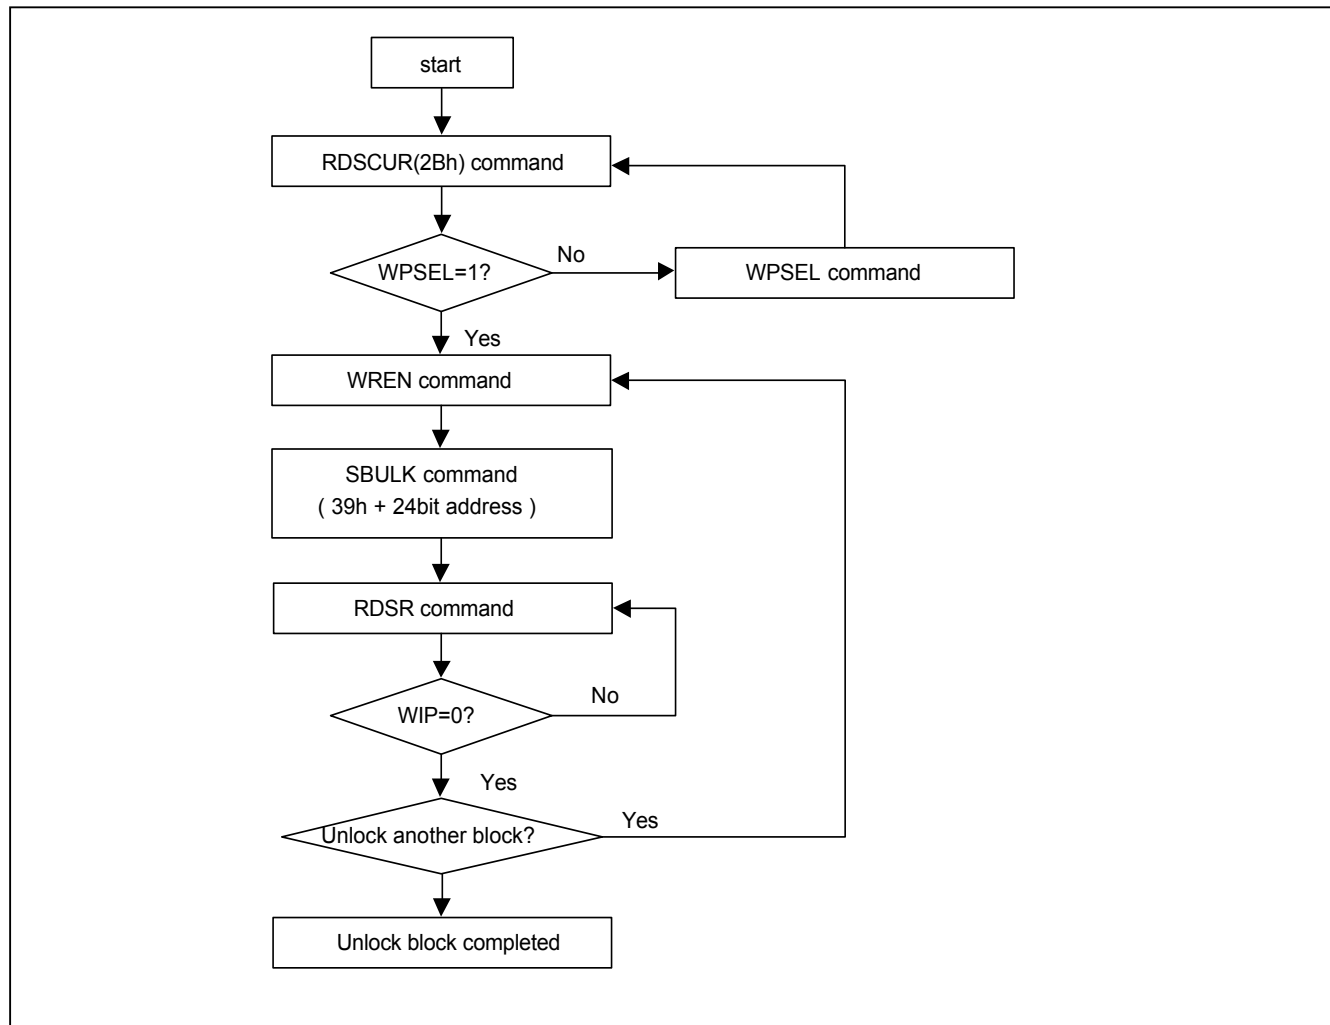 start
RDSCUR(2Bh) command
WPSEL=1?
No
WPSEL command
Yes
WREN command
SBULK command
( 39h + 24bit address )
RDSR command
WIP=0?
No
Yes
Unlock another block?
Yes
Unlock block completed